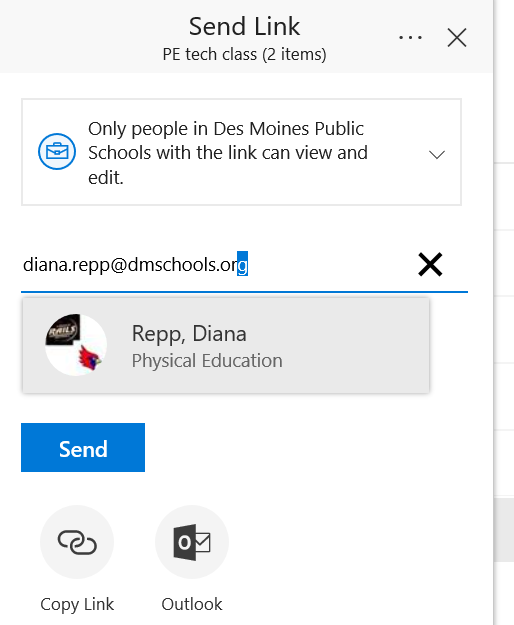 Send Link
PE tech class (2 items)
Only people in Des Moines Public
Schools with the link can view and
edit.
diana.repp@dmschools.org
RAILS
Repp, Diana
Physical Education
Send
Copy Link
Outlook